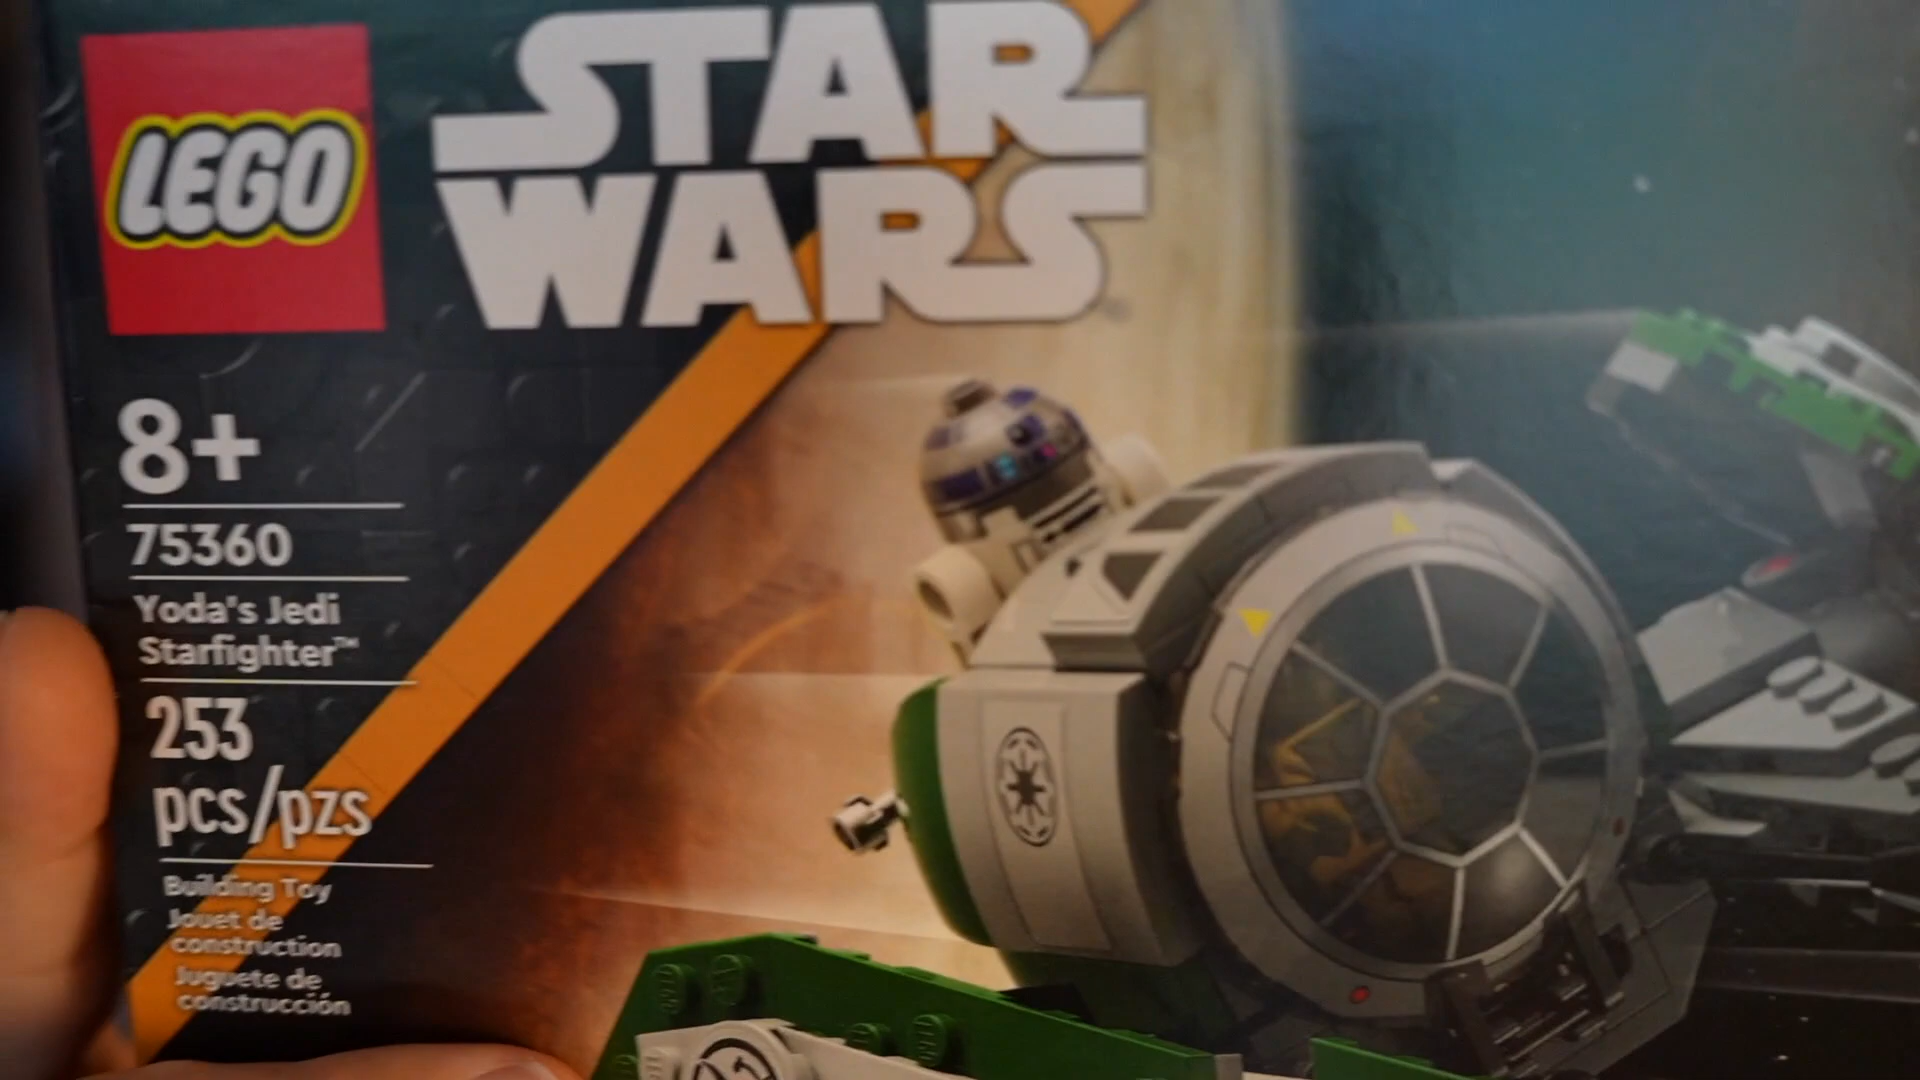 LEGO
STAR
WARS
8+
75360
Yoda's Jedi
Starfighter™
253
pcs/pzs
Building Toy
Jouet de
construction
Juguete de
construcción